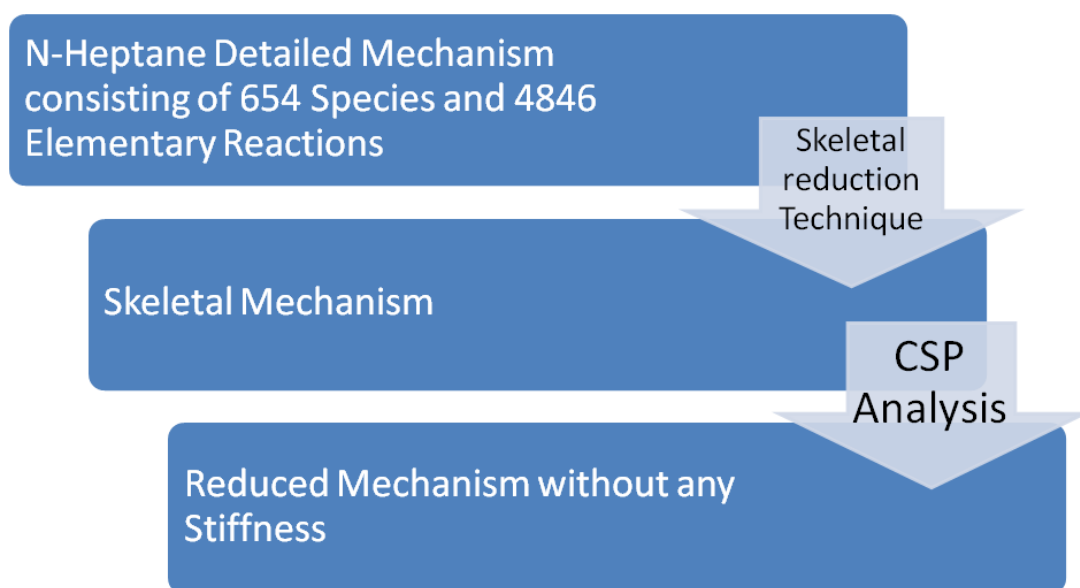 N-Heptane Detailed Mechanism
consisting of 654 Species and 4846
Elementary Reactions
Skeletal
reduction
Technique
Skeletal Mechanism
CSP
Analysis
Reduced Mechanism without any
Stiffness